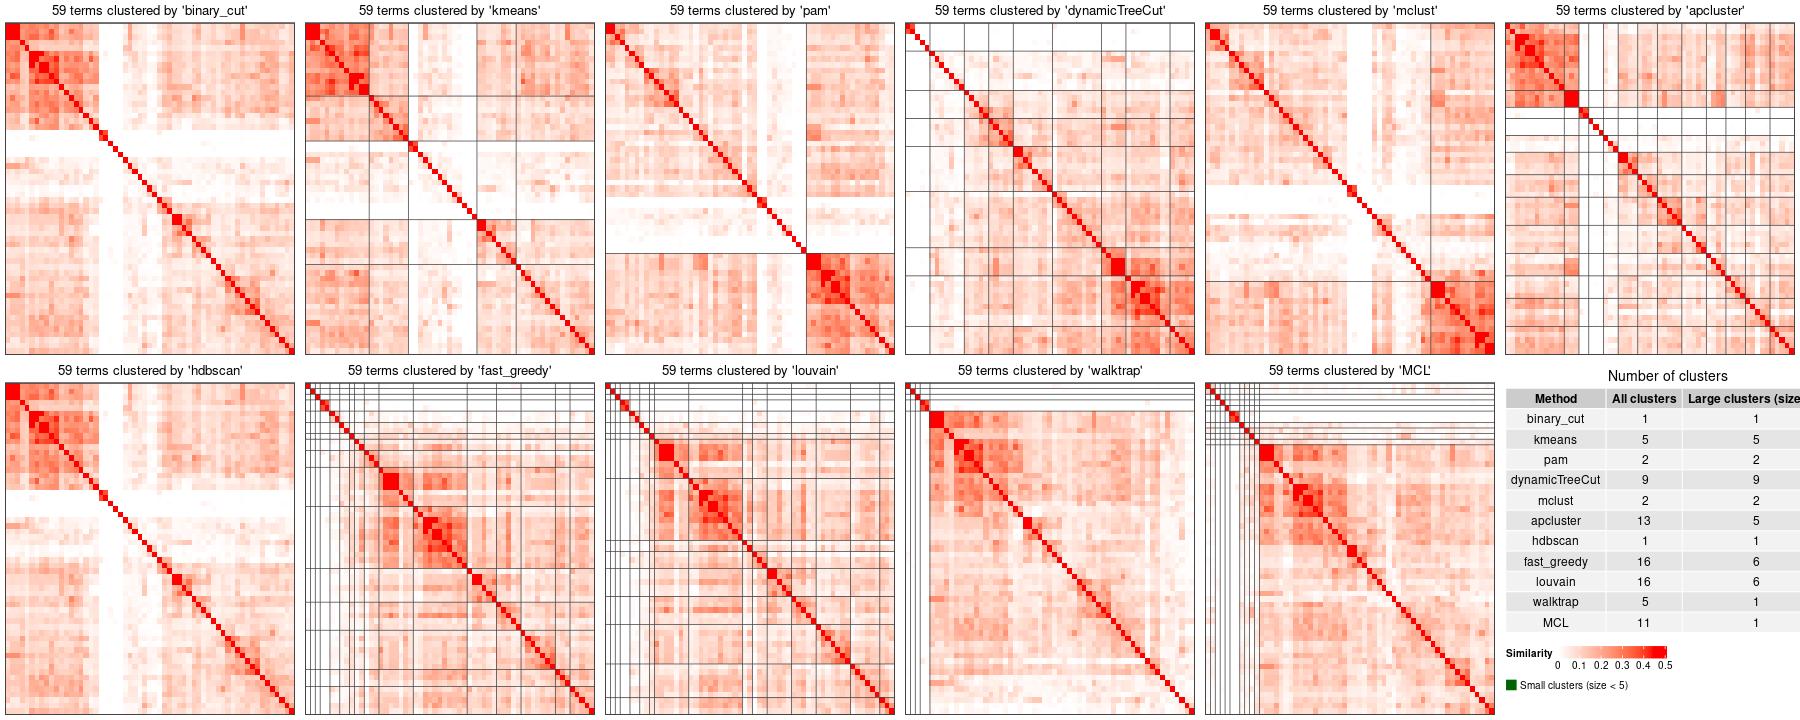 59 terms clustered by 'binary_cut'
59 terms clustered by 'kmeans'
59 terms clustered by 'pam'
59 terms clustered by 'dynamicTreeCut'
59 terms clustered by 'mclust'
59 terms clustered by 'apcluster'
59 terms clustered by 'hdbscan'
59 terms clustered by 'fast_greedy'
59 terms clustered by 'louvain'
59 terms clustered by 'walktrap'
59 terms clustered by 'MCL'
Number of clusters
Method All clusters Large clusters (size
binary_cut 1 1
kmeans 5 5
pam 2 2
dynamicTreeCut 9 9
mclust 2 2
apcluster 13 5
hdbscan 1 1
fast_greedy 16 6
louvain 16 6
walktrap 5 1
MCL 11 1
Similarity
0 0.1 0.2 0.3 0.4 0.5
Small clusters (size < 5)